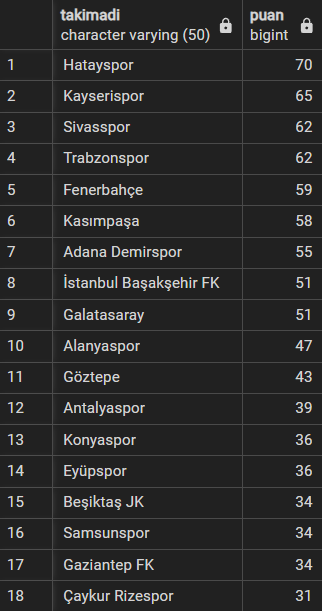 takimadi puan
character varying (50) bigint
1 Hatayspor 70
2 Kayserispor 65
3 Sivasspor 62
4 Trabzonspor 62
5 Fenerbahçe 59
6 Kasımpaşa 58
7 Adana Demirspor 55
8 İstanbul Başakşehir FK 51
9 Galatasaray 51
10 Alanyaspor 47
11 Göztepe 43
12 Antalyaspor 39
13 Konyaspor 36
14 Eyüpspor 36
15 Beşiktaş JK 34
16 Samsunspor 34
17 Gaziantep FK 34
18 Çaykur Rizespor 31